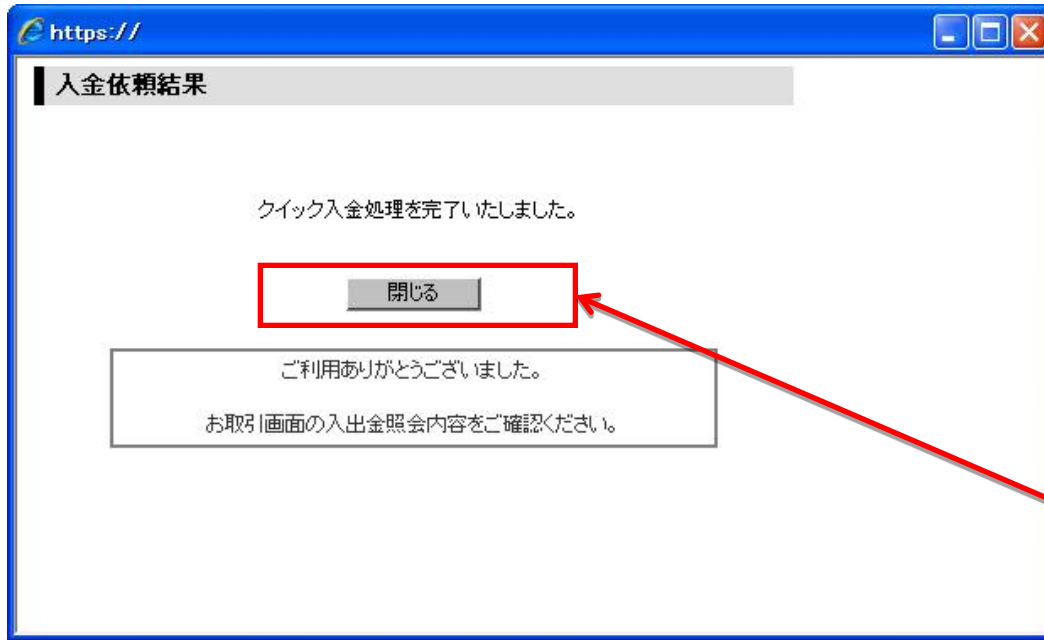 https://
入金依頼結果
クイック入金処理を完了いたしました。
閉じる
ご利用ありがとうございました。
お取引画面の入出金照会内容をご確認ください。